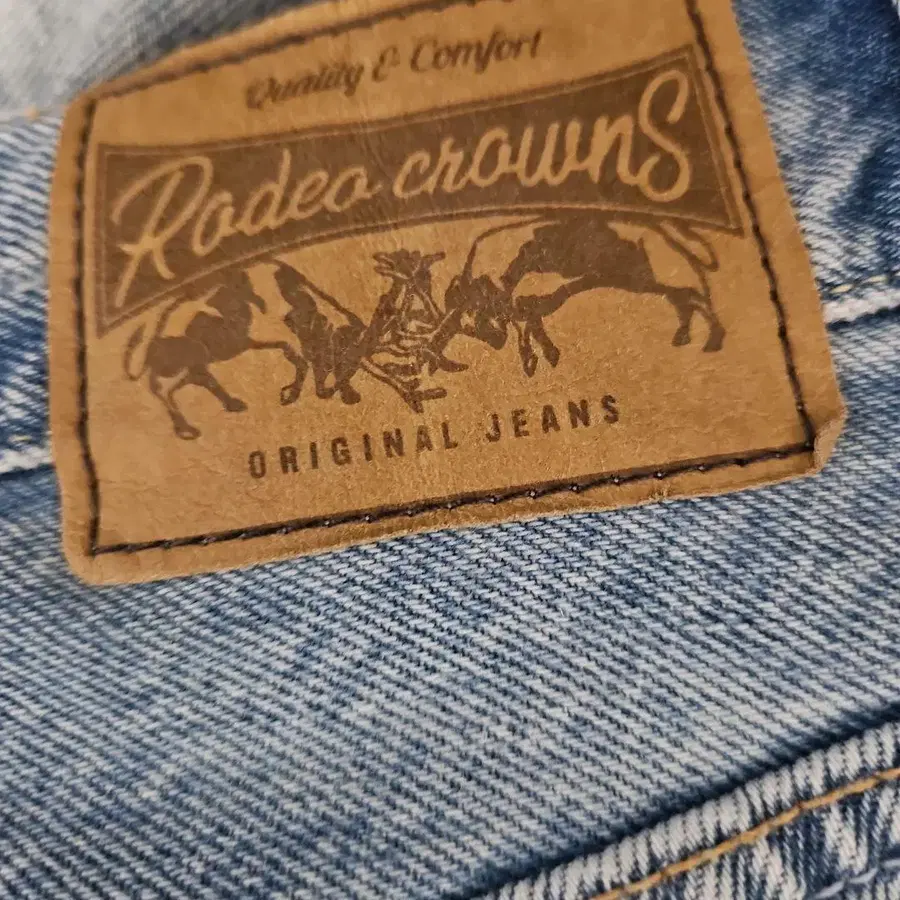 Quality & Comfort
Rodeo crownS
ORIGINAL JEANS